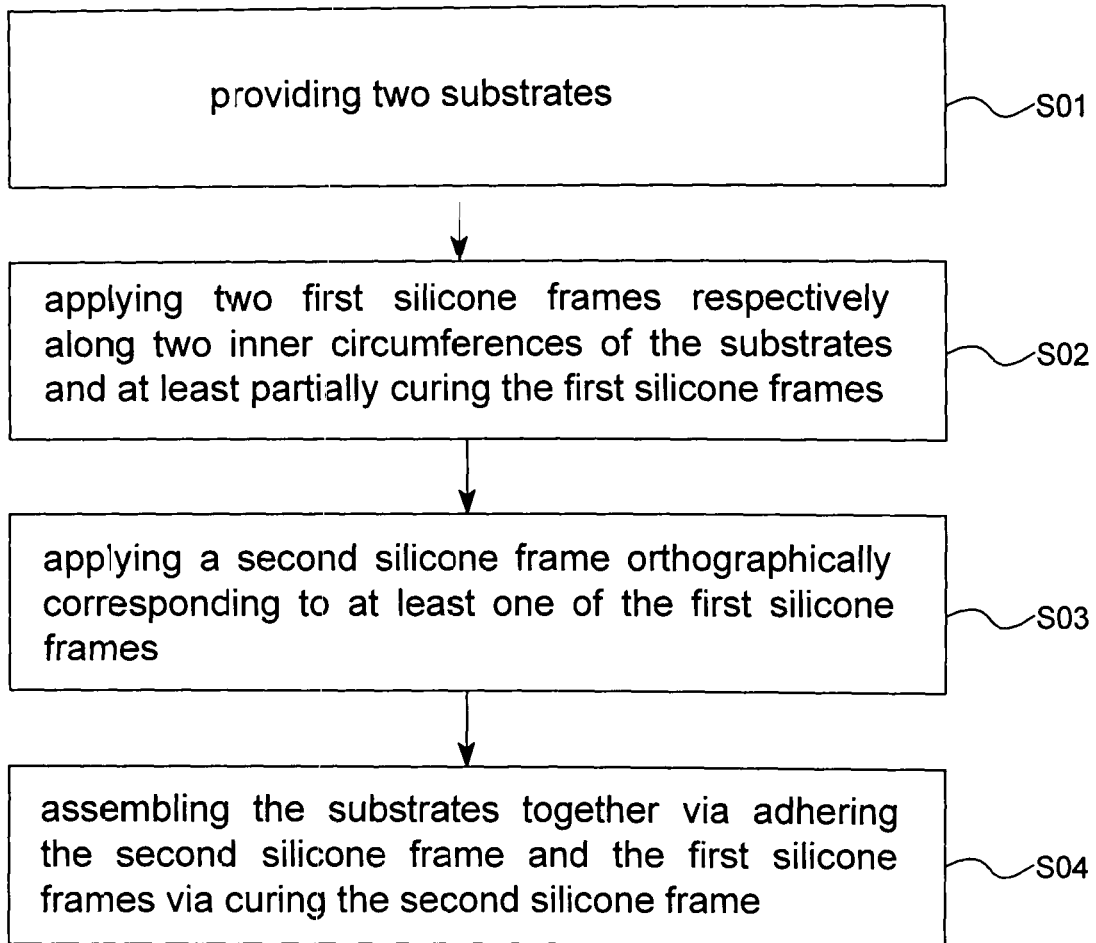 providing two substrates
S01
applying two first silicone frames respectively
along two inner circumferences of the substrates
and at least partially curing the first silicone frames
S02
applying a second silicone frame orthographically
corresponding to at least one of the first silicone
frames
S03
assembling the substrates together via adhering
the second silicone frame and the first silicone
frames via curing the second silicone frame
S04